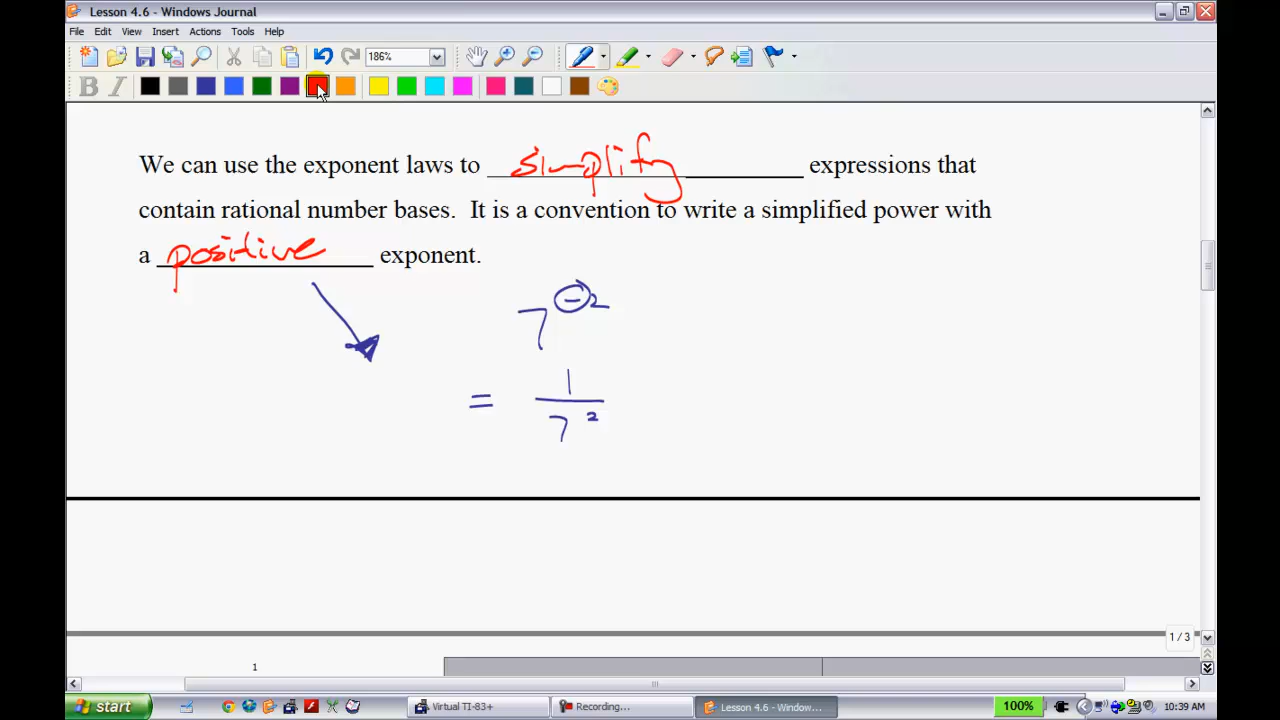 Lesson 4.6 - Windows Journal
File Edit View Insert Actions Tools Help
186%
B I
We can use the exponent laws to simplify expressions that
contain rational number bases. It is a convention to write a simplified power with
a positive exponent.
7⁻²
= 1/7²
1 / 3
1
start Virtual TI-83+ Recording... Lesson 4.6 - Window... 100% 10:39 AM